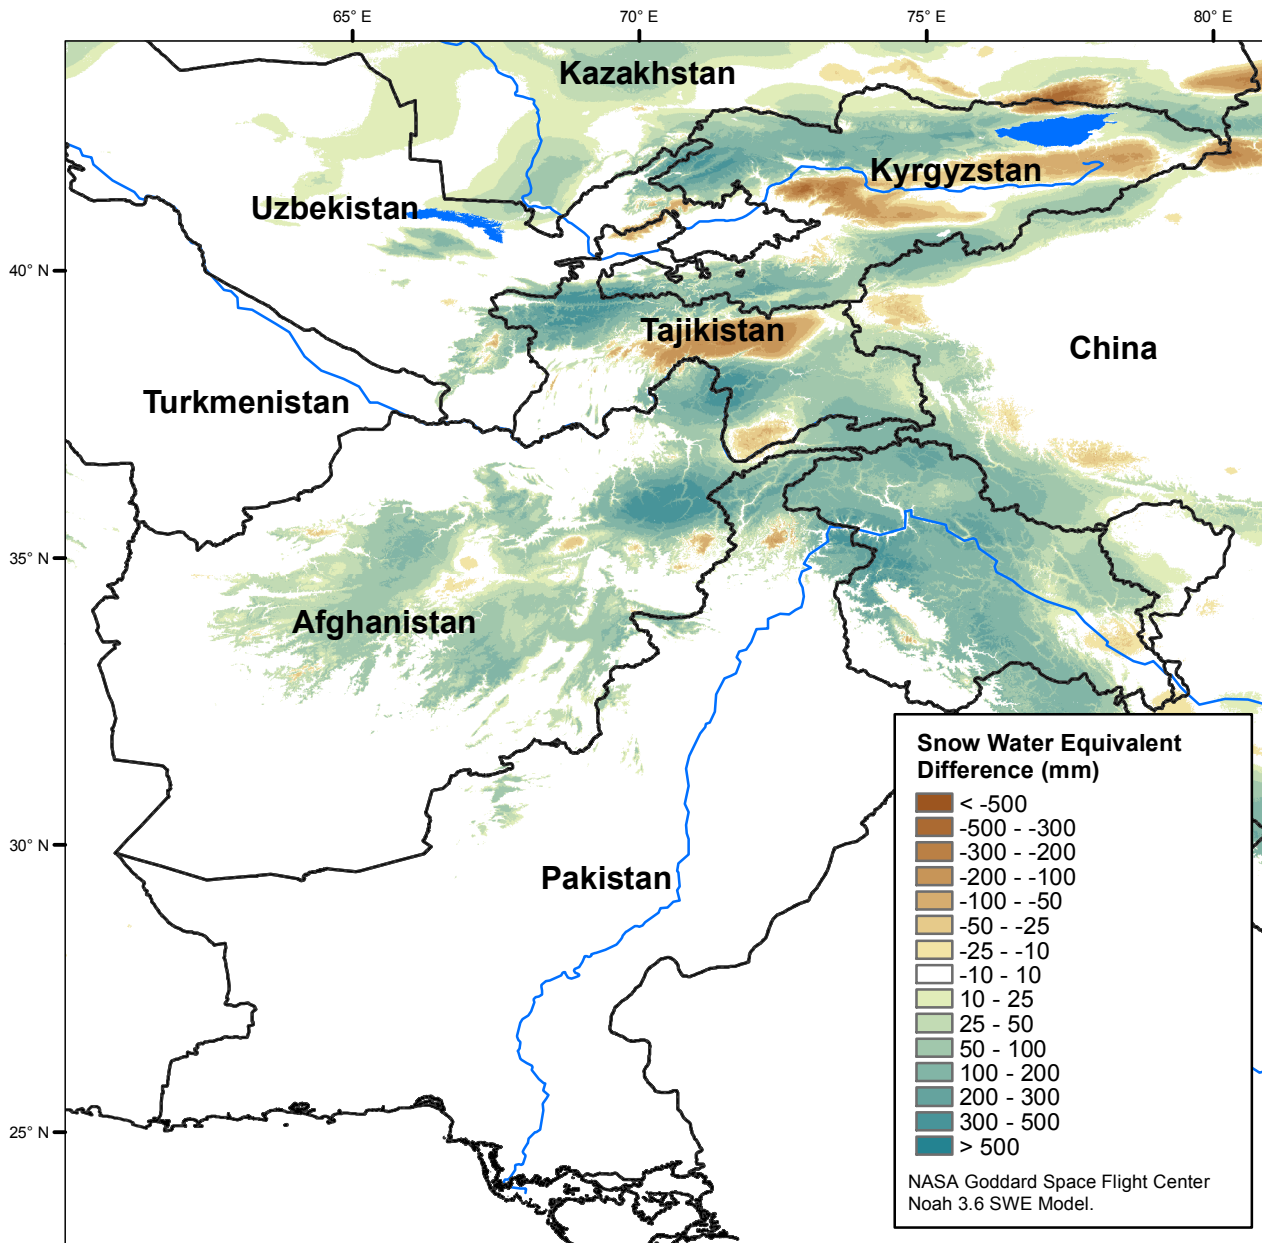 65° E
70° E
75° E
80° E
Kazakhstan
Kyrgyzstan
Uzbekistan
40° N
Tajikistan
China
Turkmenistan
35° N
Afghanistan
Snow Water Equivalent
Difference (mm)
< -500
-500 - -300
30° N
-300 - -200
Pakistan
-200 - -100
-100 - -50
-50 - -25
-25 - -10
-10 - 10
10 - 25
25 - 50
50 - 100
100 - 200
200 - 300
300 - 500
25° N
> 500
NASA Goddard Space Flight Center
Noah 3.6 SWE Model.